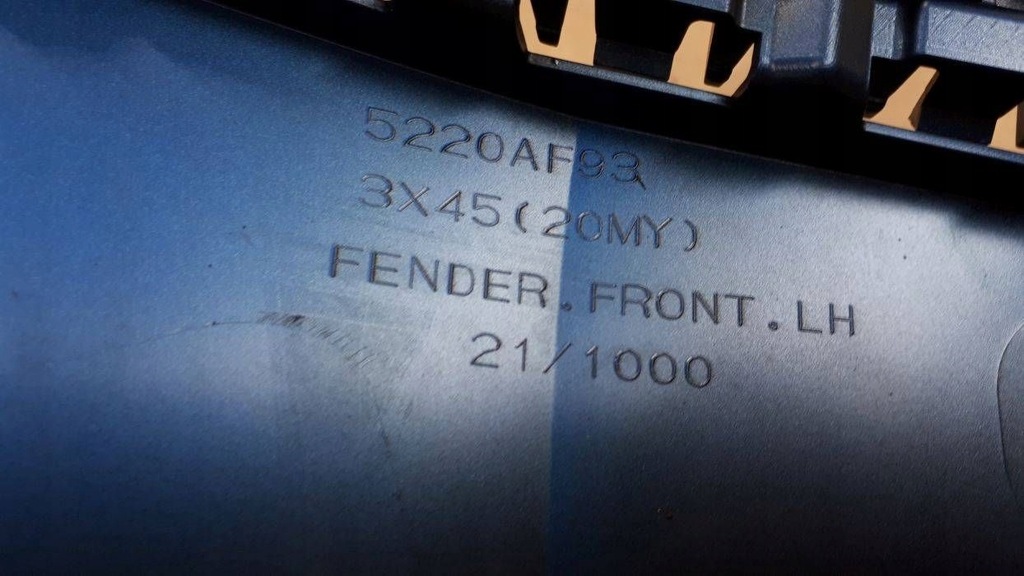 5220AF93
3X45(20MY)
FENDER.FRONT.LH
21/1000